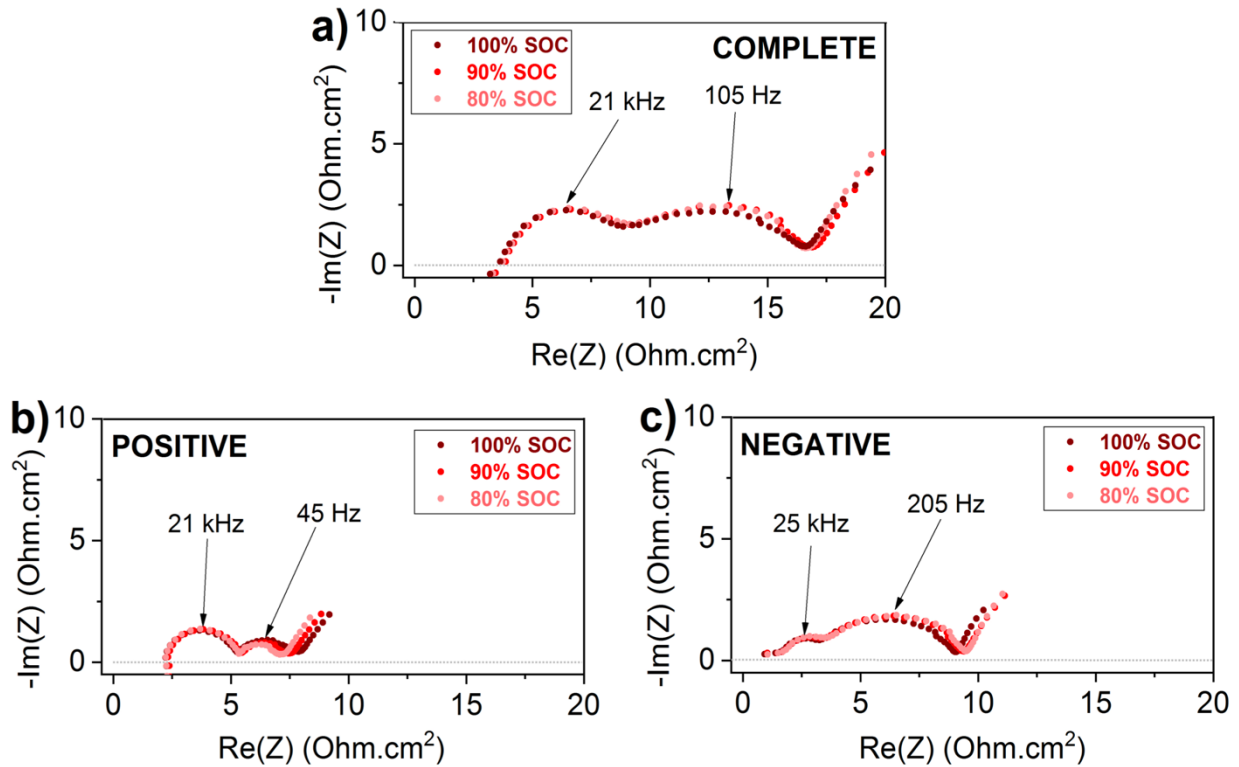 a)
10
5
0
-Im(Z) (Ohm.cm²)
100% SOC
90% SOC
80% SOC
COMPLETE
21 kHz
105 Hz
0 5 10 15 20
Re(Z) (Ohm.cm²)
b)
10
5
0
-Im(Z) (Ohm.cm²)
POSITIVE
100% SOC
90% SOC
80% SOC
21 kHz
45 Hz
0 5 10 15 20
Re(Z) (Ohm.cm²)
c)
10
5
0
-Im(Z) (Ohm.cm²)
NEGATIVE
100% SOC
90% SOC
80% SOC
25 kHz
205 Hz
0 5 10 15 20
Re(Z) (Ohm.cm²)